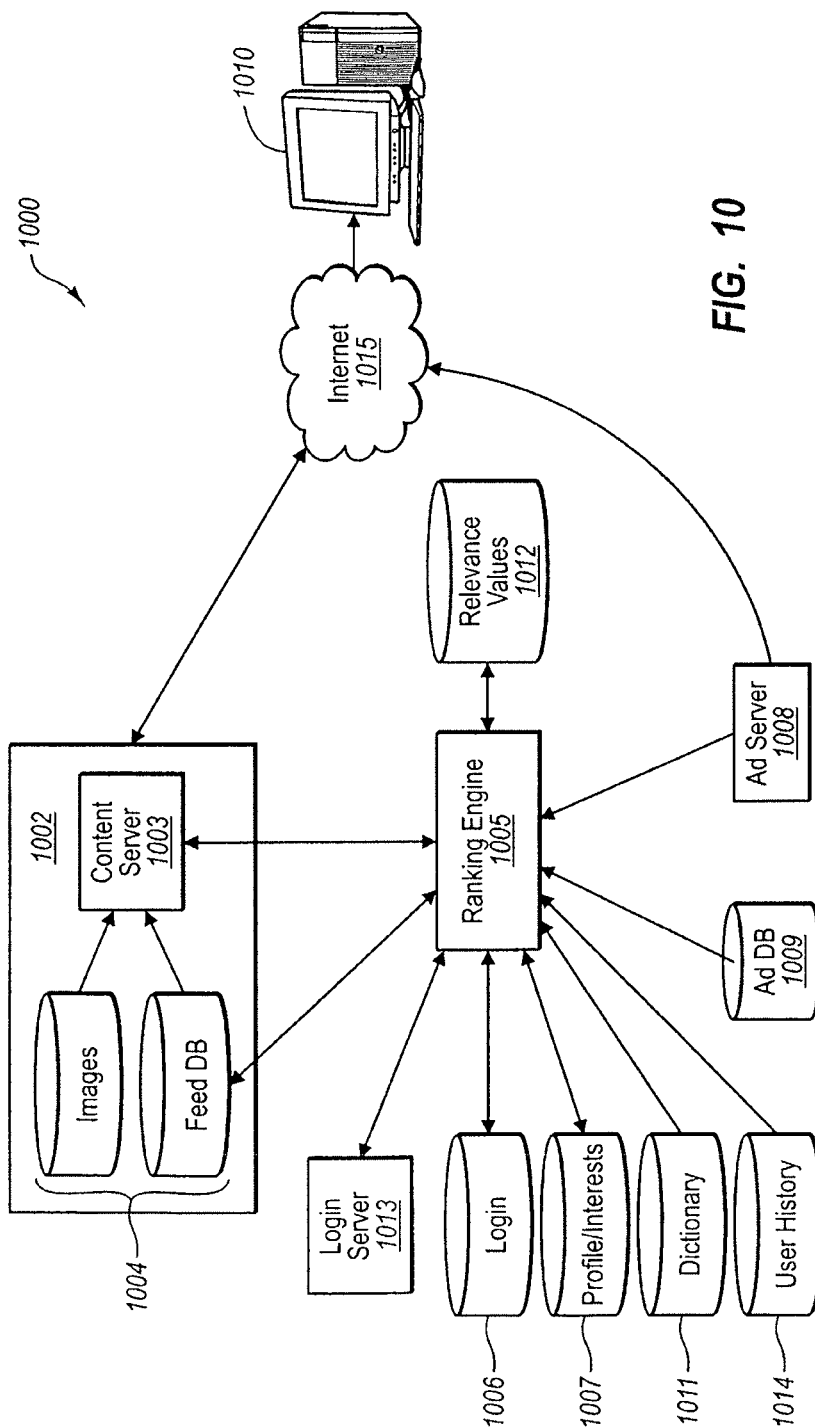 1000
1002
Content
Server
1003
Images
Feed DB
1004
Internet
1015
1010
Login
Server
1013
Ranking Engine
1005
Relevance
Values
1012
Login
1006
Profile/Interests
1007
Dictionary
1011
User History
1014
Ad DB
1009
Ad Server
1008
FIG. 10